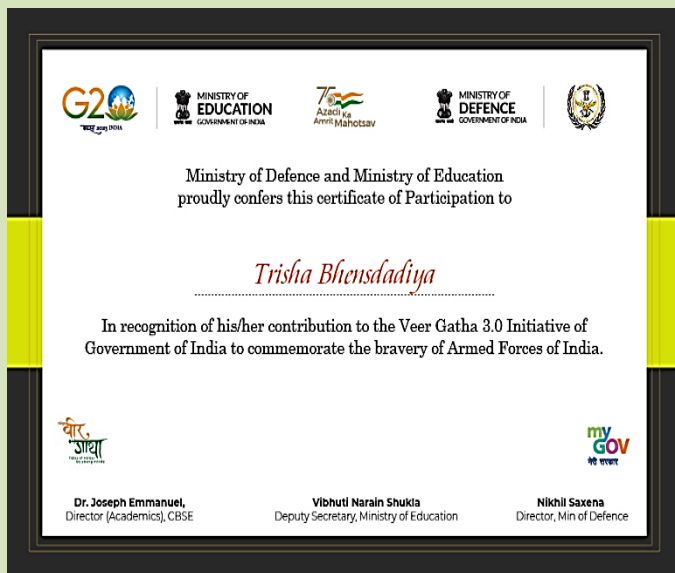 G20
भारत 2023 INDIA
MINISTRY OF
EDUCATION
GOVERNMENT OF INDIA
75
Azadi Ka
Amrit Mahotsav
MINISTRY OF
DEFENCE
GOVERNMENT OF INDIA
Ministry of Defence and Ministry of Education
proudly confers this certificate of Participation to
Trisha Bhensdadiya
In recognition of his/her contribution to the Veer Gatha 3.0 Initiative of
Government of India to commemorate the bravery of Armed Forces of India.
वीर
गाथा
my
GOV
मेरी सरकार
Dr. Joseph Emmanuel,
Director (Academics), CBSE
Vibhuti Narain Shukla
Deputy Secretary, Ministry of Education
Nikhil Saxena
Director, Min of Defence